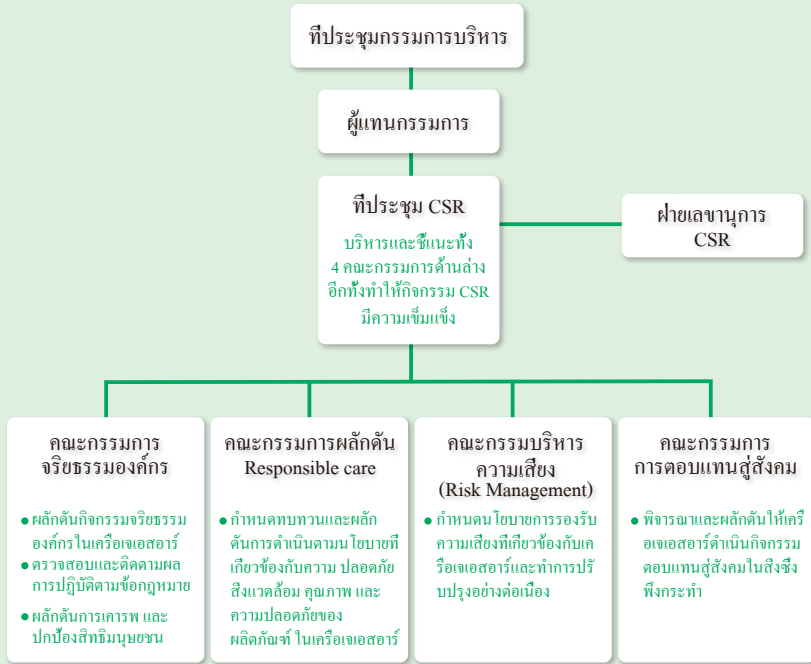 ที่ประชุมกรรมการบริหาร
ผู้แทนกรรมการ
ที่ประชุม CSR
บริหารและชี้แนะทั้ง
4 คณะกรรมการด้านล่าง
อีกทั้งทำให้กิจกรรม CSR
มีความเข็มแข็ง
ฝ่ายเลขานุการ
CSR
คณะกรรมการ
จริยธรรมองค์กร
●ผลักดันกิจกรรมจริยธรรม
องค์กรในเครือเจเอสอาร์
●ตรวจสอบและติดตามผล
การปฏิบัติตามข้อกฎหมาย
●ผลักดันการเคารพ และ
ปกป้องสิทธิมนุษยชน
คณะกรรมการผลักดัน
Responsible care
●กำหนดทบทวนและผลัก
ดันการดำเนินตามนโยบายที่
เกี่ยวข้องกับความ ปลอดภัย
สิ่งแวดล้อม คุณภาพ และ
ความปลอดภัยของ
ผลิตภัณฑ์ ในเครือเจเอสอาร์
คณะกรรมบริหาร
ความเสี่ยง
(Risk Management)
●กำหนดนโยบายการรองรับ
ความเสี่ยงที่เกี่ยวข้องกับเค
รือเจเอสอาร์และทำการปรั
บปรุงอย่างต่อเนื่อง
คณะกรรมการ
การตอบแทนสู่สังคม
●พิจารณาและผลักดันให้เครื
อเจเอสอาร์ดำเนินกิจกรรม
ตอบแทนสู่สังคมในสิ่งซึ่ง
พึงกระทำ